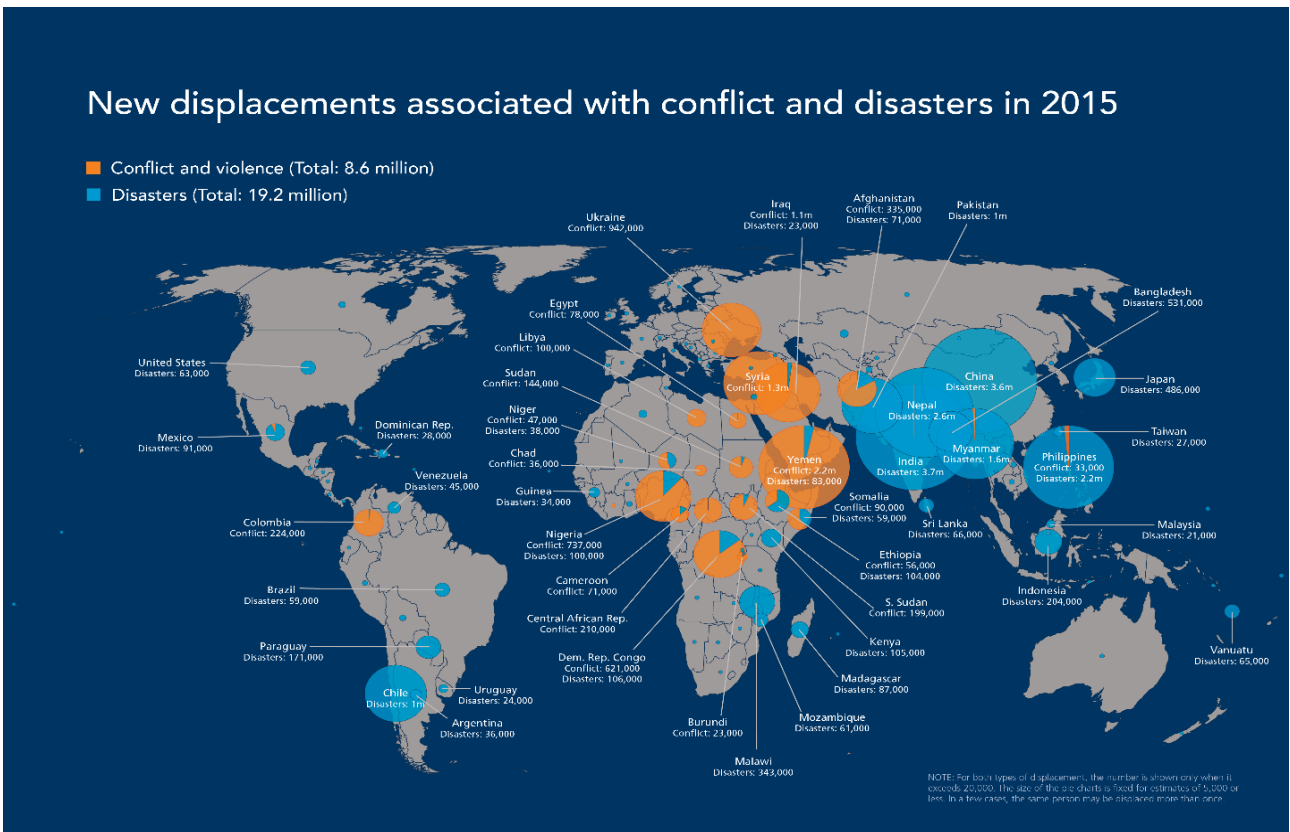 New displacements associated with conflict and disasters in 2015
Conflict and violence (Total: 8.6 million)
Disasters (Total: 19.2 million)
Ukraine
Conflict: 942,000
Iraq
Conflict: 1.1m
Disasters: 23,000
Afghanistan
Conflict: 335,000
Disasters: 71,000
Pakistan
Disasters: 1m
Bangladesh
Disasters: 531,000
Egypt
Conflict: 78,000
Libya
Conflict: 100,000
Sudan
Conflict: 144,000
Niger
Conflict: 47,000
Disasters: 38,000
Chad
Conflict: 36,000
Guinea
Disasters: 34,000
Nigeria
Conflict: 737,000
Disasters: 100,000
Cameroon
Conflict: 71,000
Central African Rep.
Conflict: 210,000
Dem. Rep. Congo
Conflict: 621,000
Disasters: 106,000
Burundi
Conflict: 23,000
Malawi
Disasters: 343,000
Mozambique
Disasters: 61,000
Madagascar
Disasters: 87,000
Kenya
Disasters: 105,000
S. Sudan
Conflict: 199,000
Ethiopia
Conflict: 56,000
Disasters: 104,000
Somalia
Conflict: 90,000
Disasters: 59,000
Yemen
Conflict: 2.2m
Disasters: 83,000
Syria
Conflict: 1.3m
China
Disasters: 3.6m
Nepal
Disasters: 2.6m
India
Disasters: 3.7m
Myanmar
Disasters: 1.6m
Philippines
Conflict: 33,000
Disasters: 2.2m
Japan
Disasters: 486,000
Taiwan
Disasters: 27,000
Sri Lanka
Disasters: 66,000
Malaysia
Disasters: 21,000
Indonesia
Disasters: 204,000
Vanuatu
Disasters: 65,000
United States
Disasters: 63,000
Mexico
Disasters: 91,000
Dominican Rep.
Disasters: 28,000
Venezuela
Disasters: 45,000
Colombia
Conflict: 224,000
Brazil
Disasters: 59,000
Paraguay
Disasters: 171,000
Chile
Disasters: 1m
Uruguay
Disasters: 24,000
Argentina
Disasters: 36,000
NOTE: For both types of displacement, the number is shown only when it
exceeds 20,000. The size of the pie charts is fixed for estimates of 5,000 or
less. In a few cases, the same person may be displaced more than once.